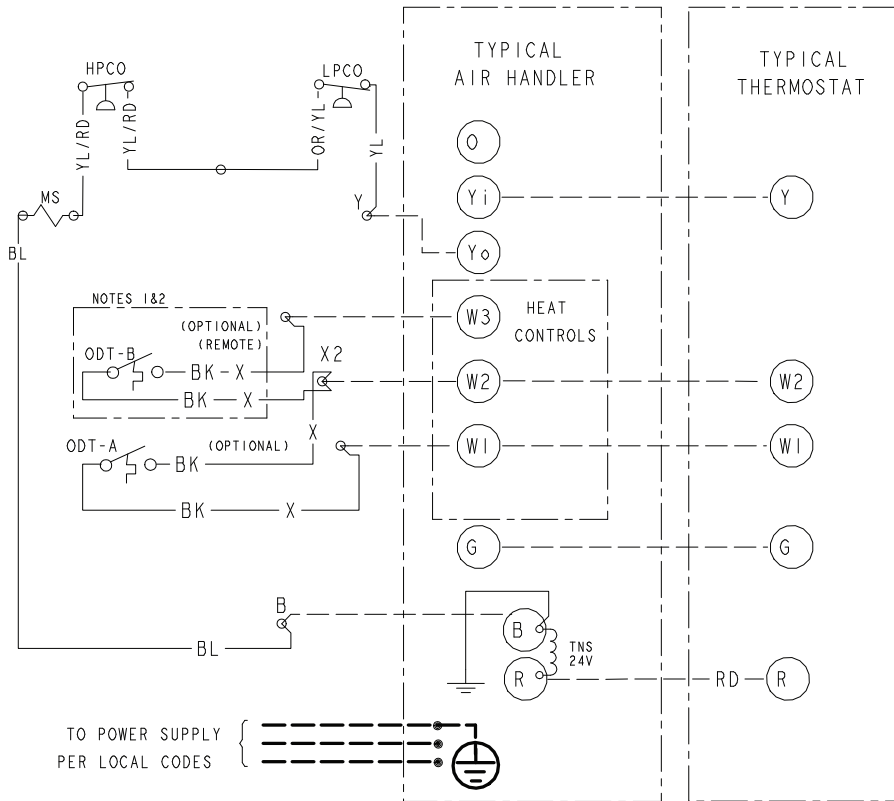 TYPICAL
AIR HANDLER
TYPICAL
THERMOSTAT
HPCO
LPCO
YL/RD
YL/RD
OR/YL
YL
O
Yi
Y
MS
Y
BL
Yo
NOTES 1&2
(OPTIONAL)
(REMOTE)
W3
HEAT
CONTROLS
ODT-B
BK-X
X2
W2
W2
BK X
X
ODT-A
(OPTIONAL)
BK
W1
W1
BK X
G
G
B
B
TNS
24V
BL
R
RD
R
TO POWER SUPPLY
PER LOCAL CODES